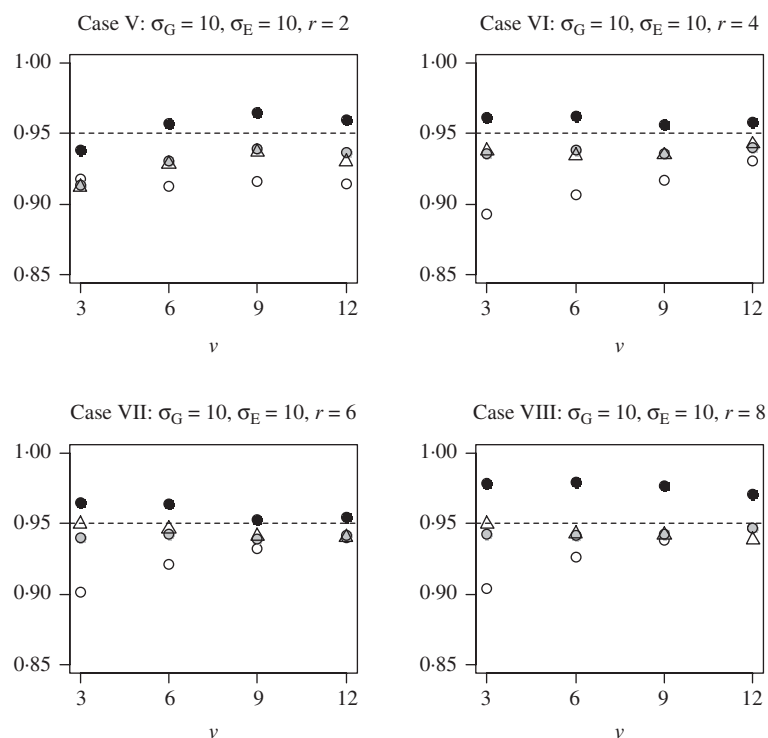 Case V: σG = 10, σE = 10, r = 2
Case VI: σG = 10, σE = 10, r = 4
1·00
0·95
0·90
0·85
3 6 9 12
v
1·00
0·95
0·90
0·85
3 6 9 12
v
Case VII: σG = 10, σE = 10, r = 6
Case VIII: σG = 10, σE = 10, r = 8
1·00
0·95
0·90
0·85
3 6 9 12
v
1·00
0·95
0·90
0·85
3 6 9 12
v